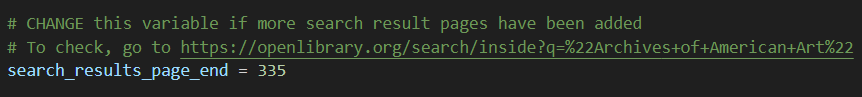 # CHANGE this variable if more search result pages have been added
# To check, go to https://openlibrary.org/search/inside?q=%22Archives+of+American+Art%22
search_results_page_end = 335